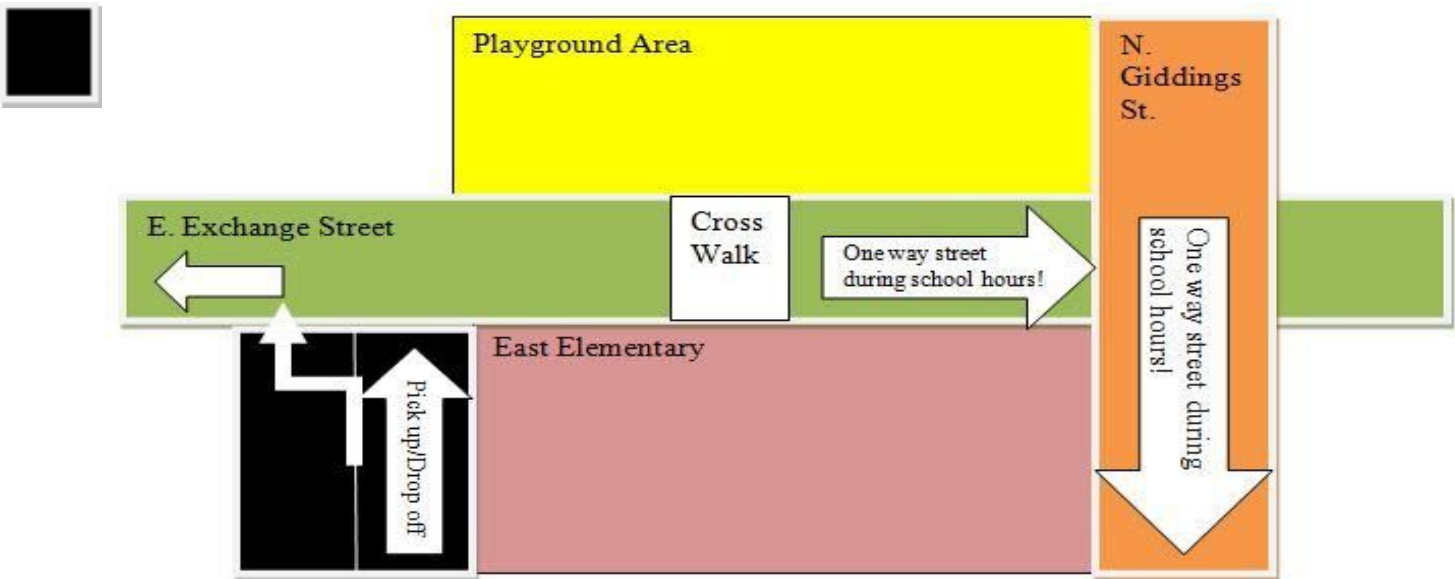 Playground Area
N.
Giddings
St.
E. Exchange Street
Cross
Walk
One way street
during school hours!
One way street during
school hours!
East Elementary
Pick up/Drop off